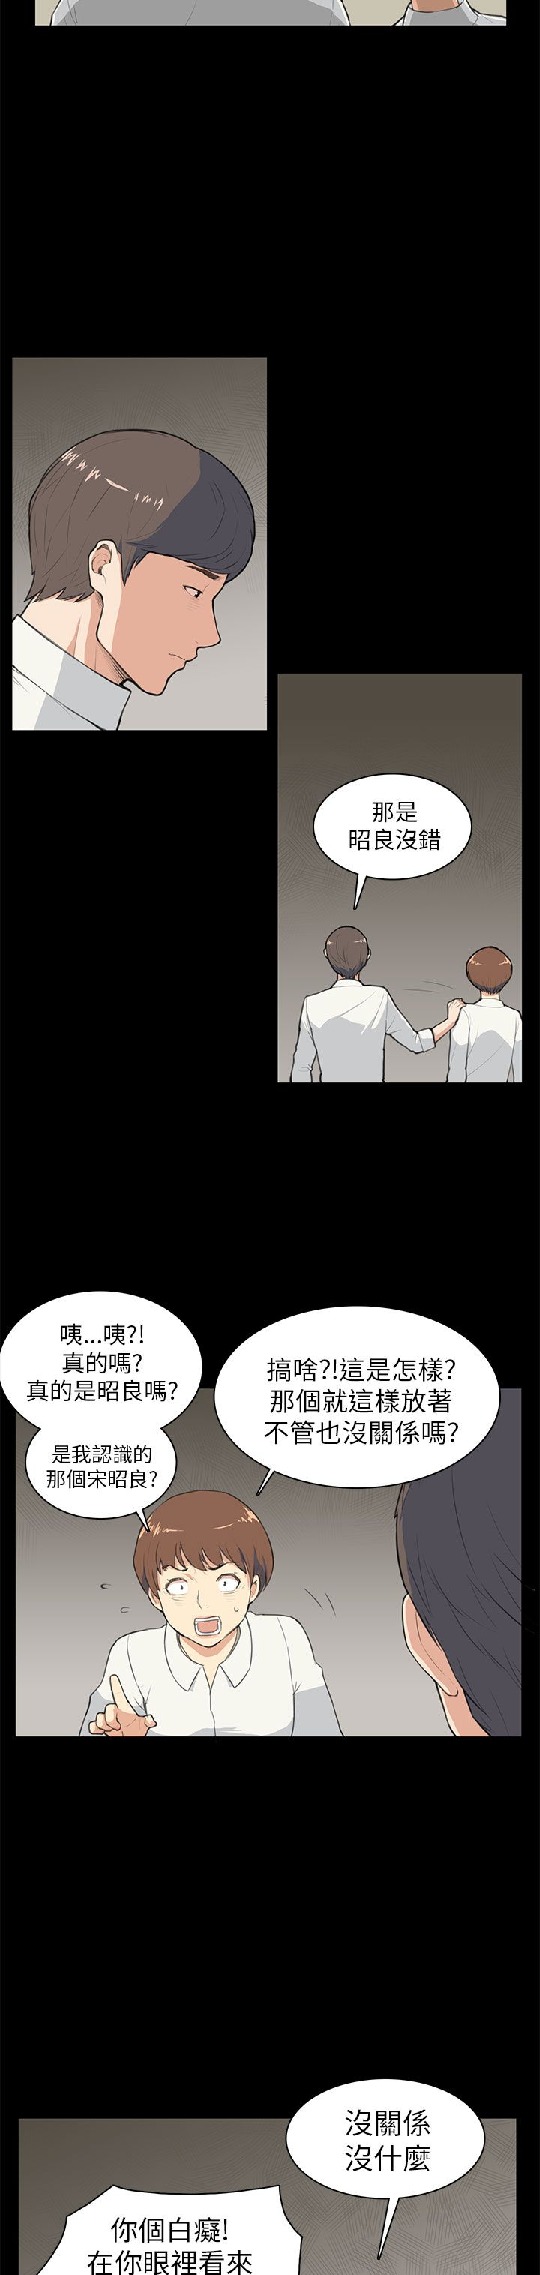 那是
昭良沒錯
咦...咦?!
真的嗎?
真的是昭良嗎?
是我認識的
那個宋昭良?
搞啥?!這是怎樣?
那個就這樣放著
不管也沒關係嗎?
沒關係
沒什麼
你個白癡!
在你眼裡看來